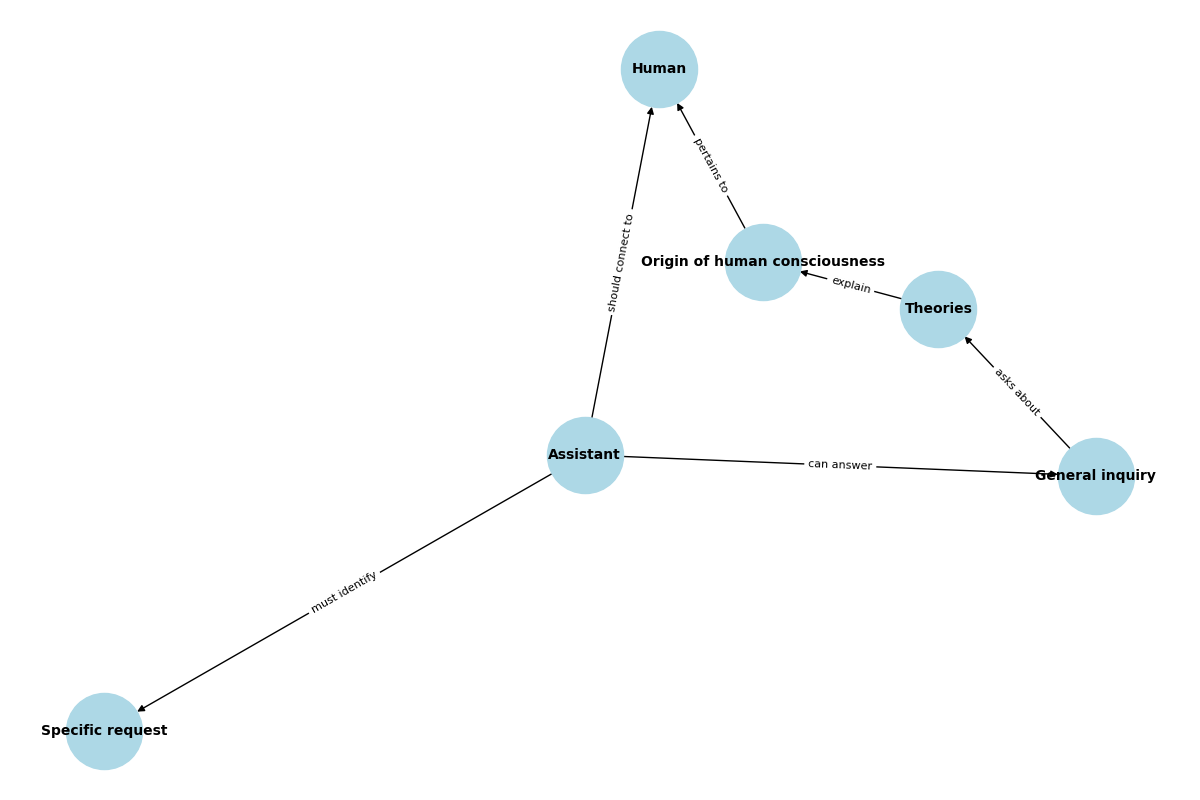 Human
pertains to
should connect to
Origin of human consciousness
explain
Theories
asks about
Assistant
can answer
General inquiry
must identify
Specific request